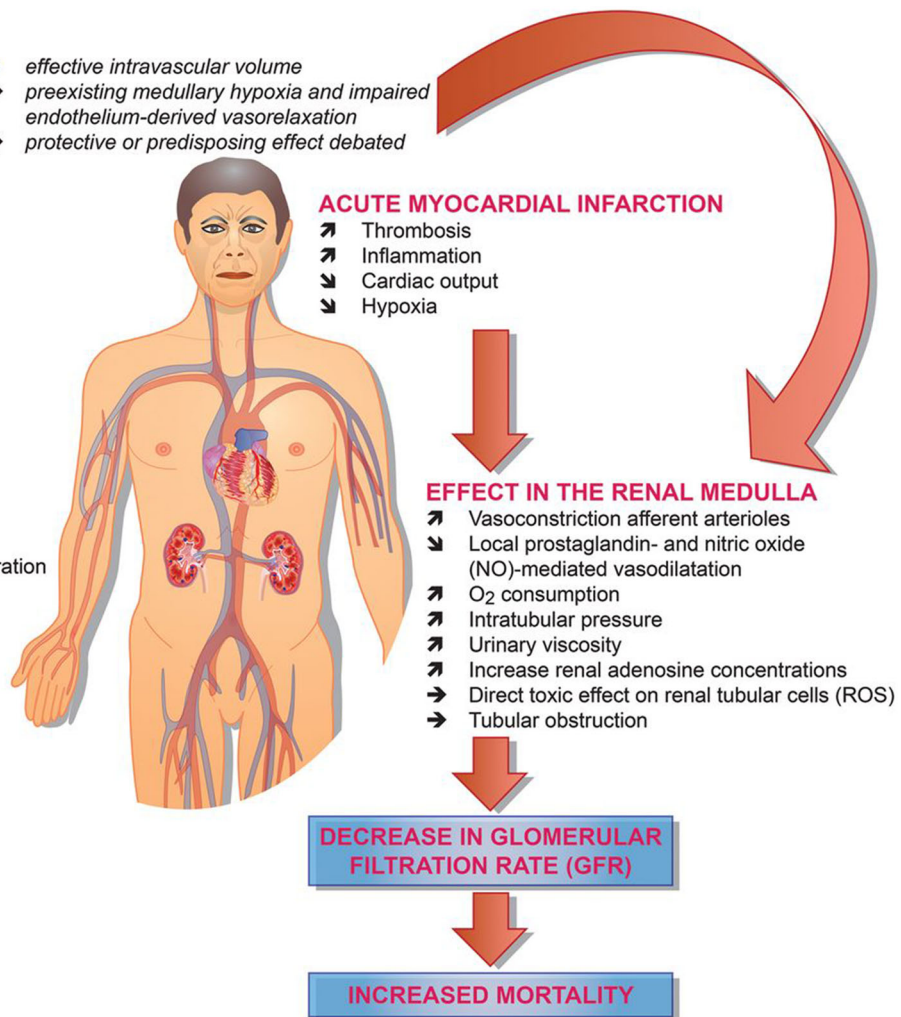 effective intravascular volume
➔ preexisting medullary hypoxia and impaired
endothelium-derived vasorelaxation
➔ protective or predisposing effect debated
ACUTE MYOCARDIAL INFARCTION
↗ Thrombosis
↗ Inflammation
↘ Cardiac output
↘ Hypoxia
EFFECT IN THE RENAL MEDULLA
↗ Vasoconstriction afferent arterioles
↘ Local prostaglandin- and nitric oxide
(NO)-mediated vasodilatation
↗ O₂ consumption
↗ Intratubular pressure
↗ Urinary viscosity
↗ Increase renal adenosine concentrations
➔ Direct toxic effect on renal tubular cells (ROS)
➔ Tubular obstruction
DECREASE IN GLOMERULAR
FILTRATION RATE (GFR)
INCREASED MORTALITY